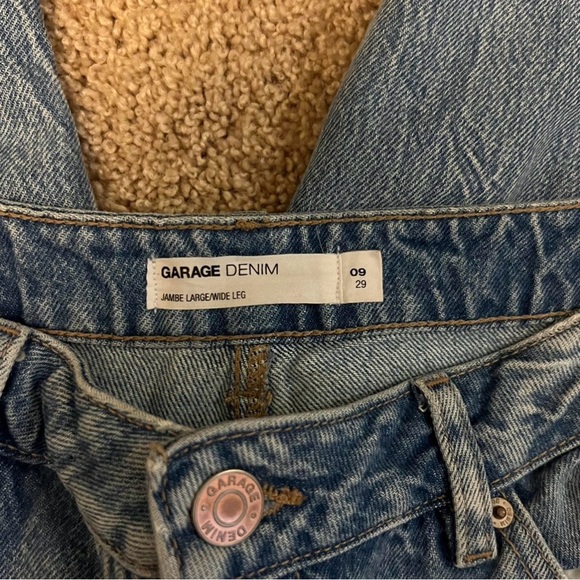 GARAGE DENIM
JAMBE LARGE/WIDE LEG
09
29
GARAGE
DENIM